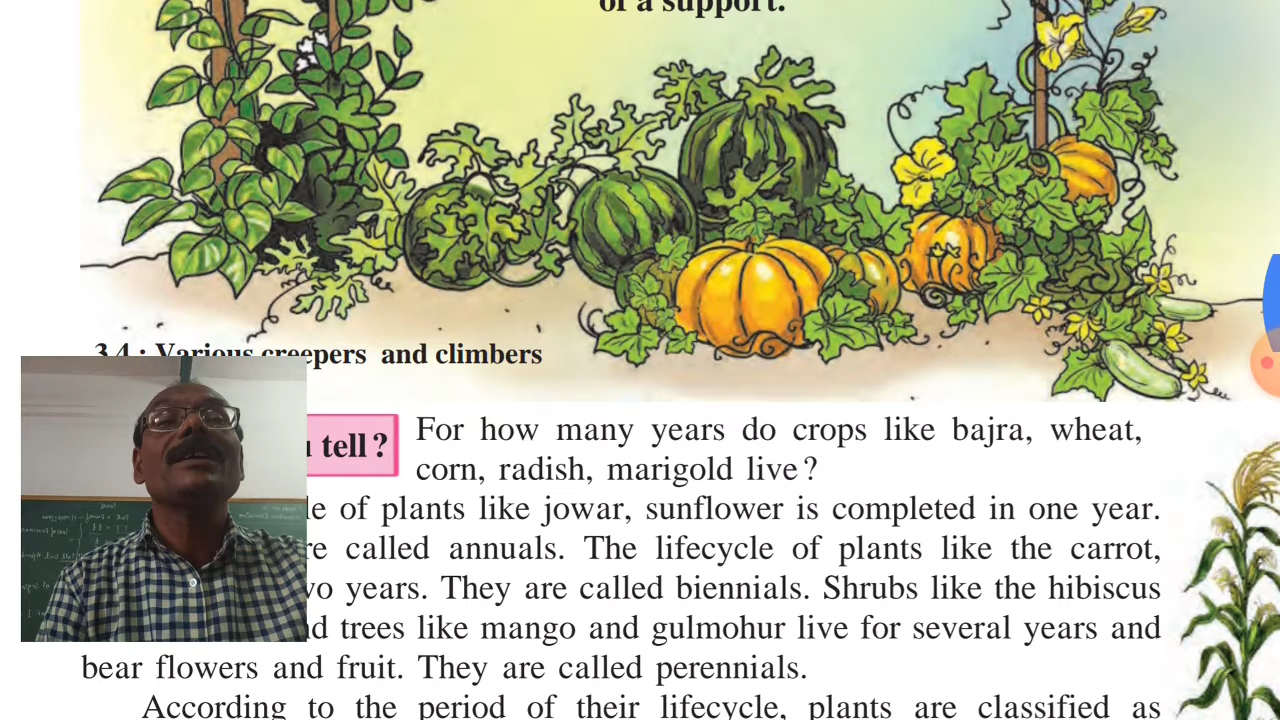 of a support.
3.4 : Various creepers and climbers
tell ?
For how many years do crops like bajra, wheat,
corn, radish, marigold live ?
of plants like jowar, sunflower is completed in one year.
called annuals. The lifecycle of plants like the carrot,
years. They are called biennials. Shrubs like the hibiscus
trees like mango and gulmohur live for several years and
bear flowers and fruit. They are called perennials.
According to the period of their lifecycle, plants are classified as